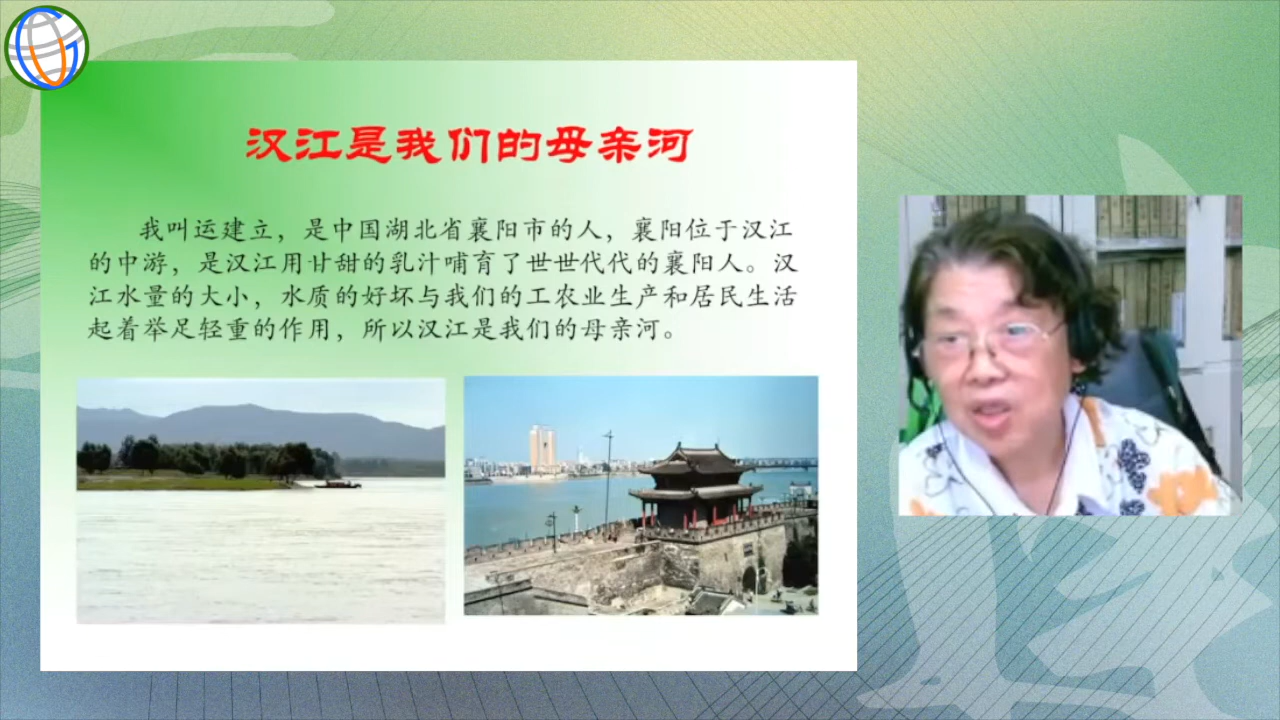 汉江是我们的母亲河
我叫运建立，是中国湖北省襄阳市的人，襄阳位于汉江
的中游，是汉江用甘甜的乳汁哺育了世世代代的襄阳人。汉
江水量的大小，水质的好坏与我们的工农业生产和居民生活
起着举足轻重的作用，所以汉江是我们的母亲河。